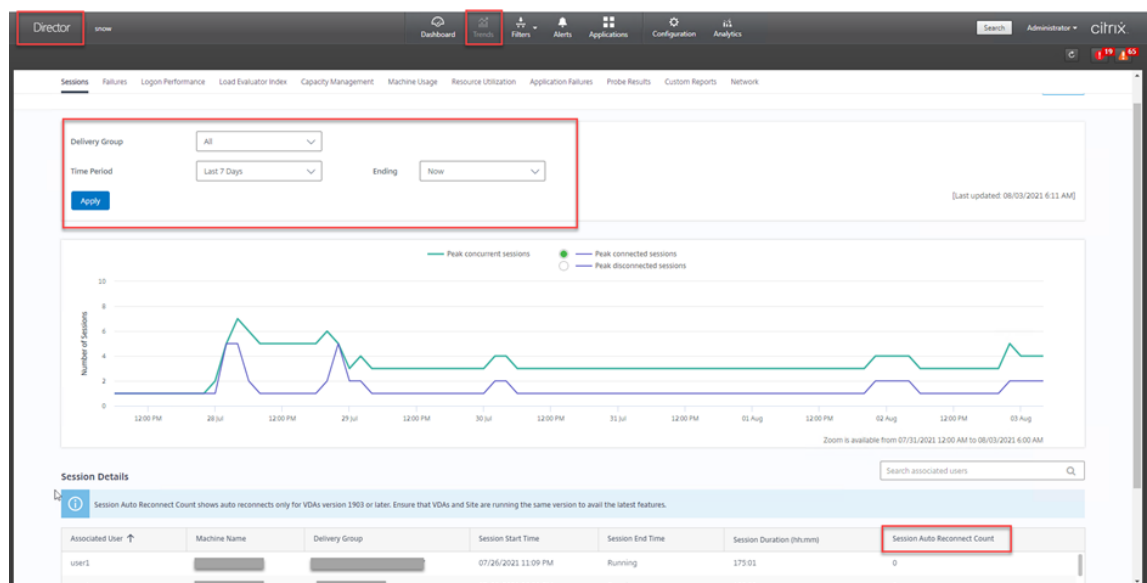 Director snow Dashboard Trends Filters Alerts Applications Configuration Analytics Search Administrator citrix
19 65
Sessions Failures Logon Performance Load Evaluator Index Capacity Management Machine Usage Resource Utilization Application Failures Probe Results Custom Reports Network
Delivery Group All
Time Period Last 7 Days Ending Now
Apply
[Last updated: 08/03/2021 6:11 AM]
Peak concurrent sessions Peak connected sessions
Peak disconnected sessions
Number of Sessions
10
8
6
4
2
0
12:00 PM 28 Jul 12:00 PM 29 Jul 12:00 PM 30 Jul 12:00 PM 31 Jul 12:00 PM 01 Aug 12:00 PM 02 Aug 12:00 PM 03 Aug
Zoom is available from 07/31/2021 12:00 AM to 08/03/2021 6:00 AM
Session Details Search associated users
Session Auto Reconnect Count shows auto reconnects only for VDAs version 1903 or later. Ensure that VDAs and Site are running the same version to avail the latest features.
Associated User Machine Name Delivery Group Session Start Time Session End Time Session Duration (hh:mm) Session Auto Reconnect Count
user1 07/26/2021 11:09 PM Running 175:01 0